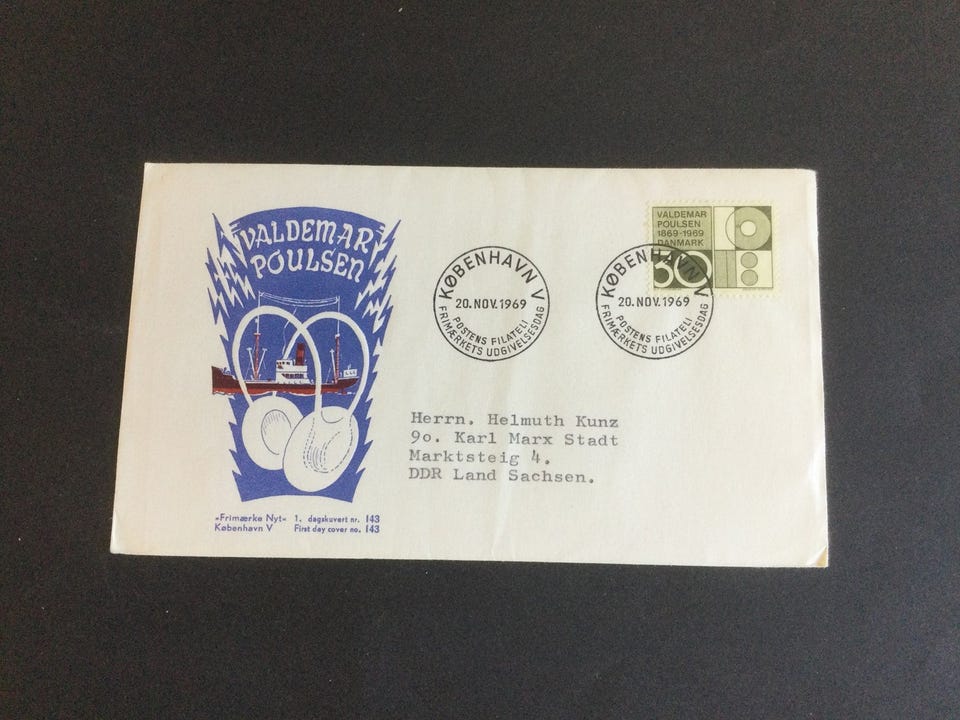 VALDEMAR
POULSEN
»Frimærke Nyt« 1. dagskuvert nr. 143
København V First day cover no. 143
KØBENHAVN V
20. NOV. 1969
POSTENS FILATELI
FRIMÆRKETS UDGIVELSESDAG
VALDEMAR
POULSEN
1869-1969
DANMARK
30
KØBENHAVN V
20. NOV. 1969
POSTENS FILATELI
FRIMÆRKETS UDGIVELSESDAG
Herrn. Helmuth Kunz
9o. Karl Marx Stadt
Marktsteig 4.
DDR Land Sachsen.